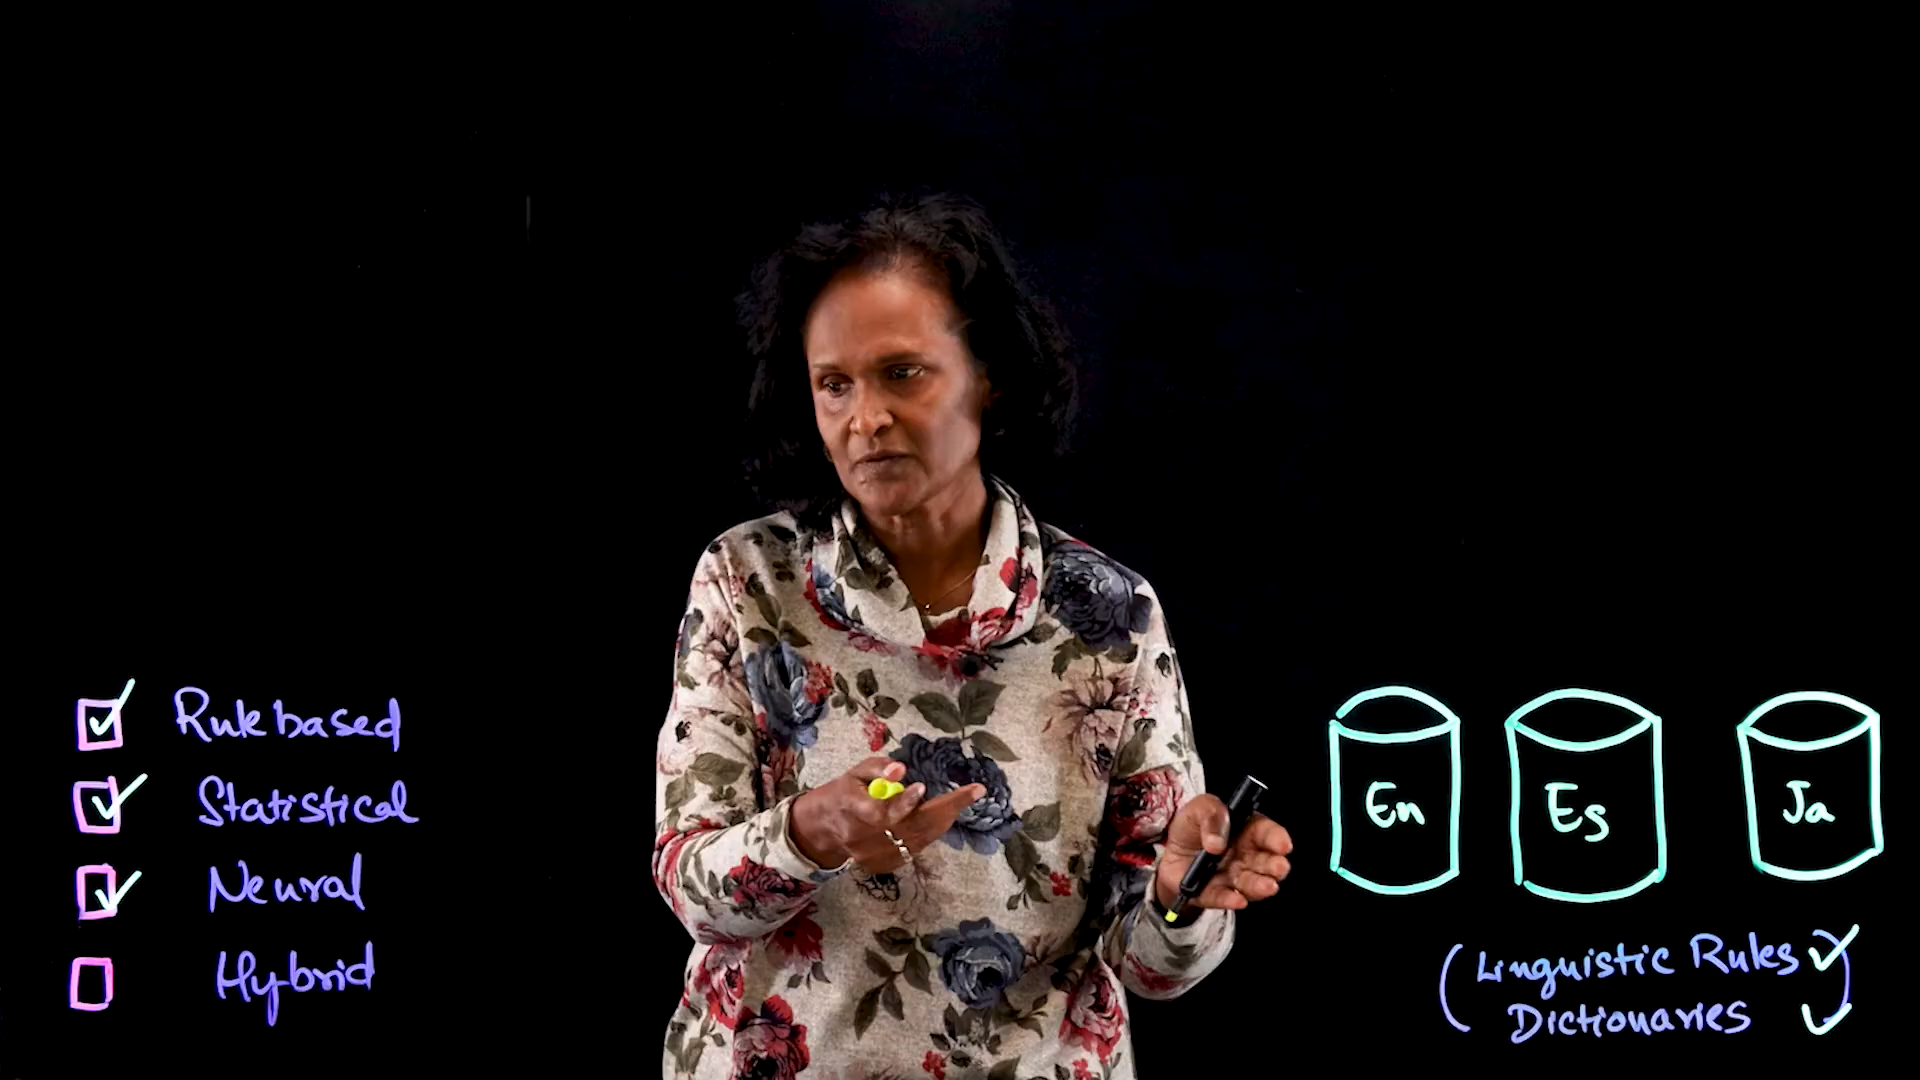 Rule based
Statistical
Neural
Hybrid
En
Es
Ja
(Linguistic Rules
Dictionaries)